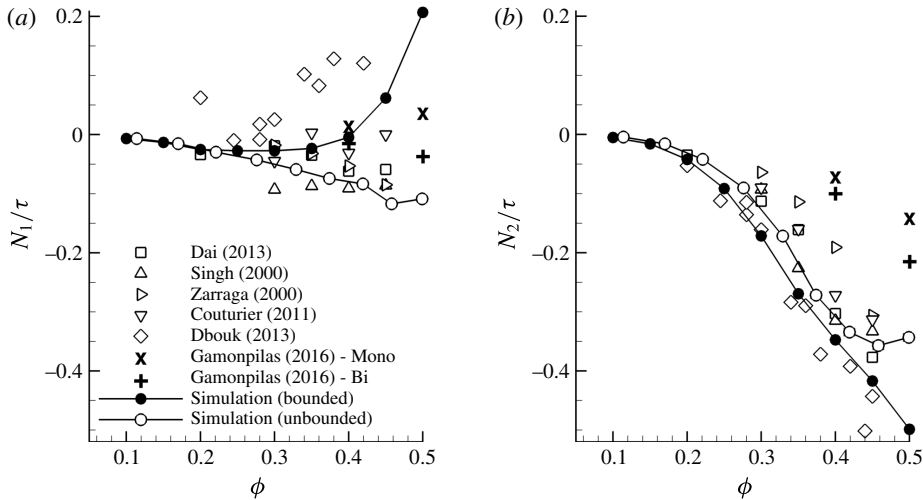 (a)
0.2
0
−0.2
−0.4
N₁/τ
Dai (2013)
Singh (2000)
Zarraga (2000)
Couturier (2011)
Dbouk (2013)
Gamonpilas (2016) - Mono
Gamonpilas (2016) - Bi
Simulation (bounded)
Simulation (unbounded)
0.1 0.2 0.3 0.4 0.5
ϕ
(b)
0.2
0
−0.2
−0.4
N₂/τ
0.1 0.2 0.3 0.4 0.5
ϕ